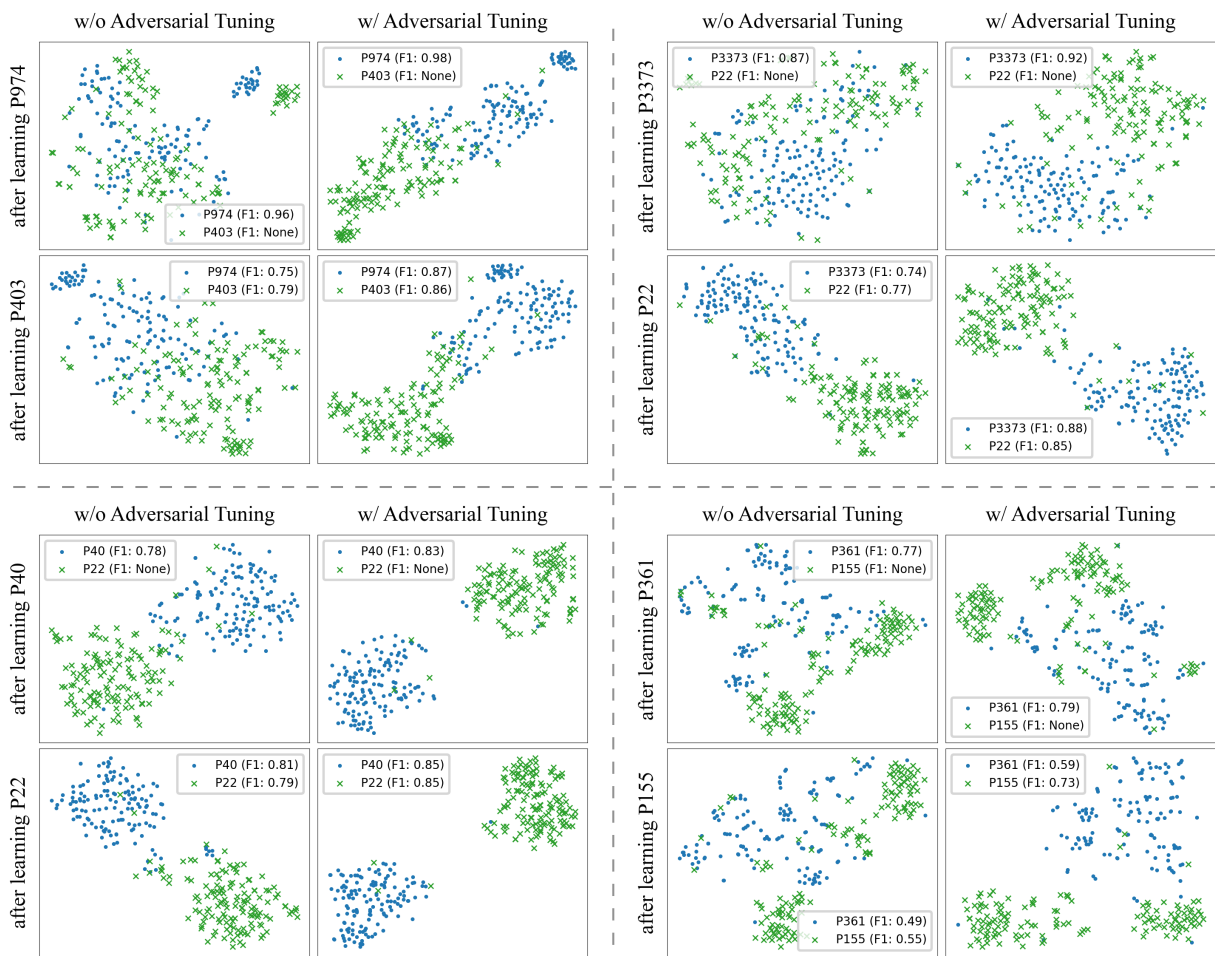 w/o Adversarial Tuning
w/ Adversarial Tuning
after learning P974
P974 (F1: 0.96)
P403 (F1: None)
P974 (F1: 0.98)
P403 (F1: None)
after learning P403
P974 (F1: 0.75)
P403 (F1: 0.79)
P974 (F1: 0.87)
P403 (F1: 0.86)
w/o Adversarial Tuning
w/ Adversarial Tuning
after learning P3373
P3373 (F1: 0.87)
P22 (F1: None)
P3373 (F1: 0.92)
P22 (F1: None)
after learning P22
P3373 (F1: 0.74)
P22 (F1: 0.77)
P3373 (F1: 0.88)
P22 (F1: 0.85)
w/o Adversarial Tuning
w/ Adversarial Tuning
after learning P40
P40 (F1: 0.78)
P22 (F1: None)
P40 (F1: 0.83)
P22 (F1: None)
after learning P22
P40 (F1: 0.81)
P22 (F1: 0.79)
P40 (F1: 0.85)
P22 (F1: 0.85)
w/o Adversarial Tuning
w/ Adversarial Tuning
after learning P361
P361 (F1: 0.77)
P155 (F1: None)
P361 (F1: 0.79)
P155 (F1: None)
after learning P155
P361 (F1: 0.49)
P155 (F1: 0.55)
P361 (F1: 0.59)
P155 (F1: 0.73)